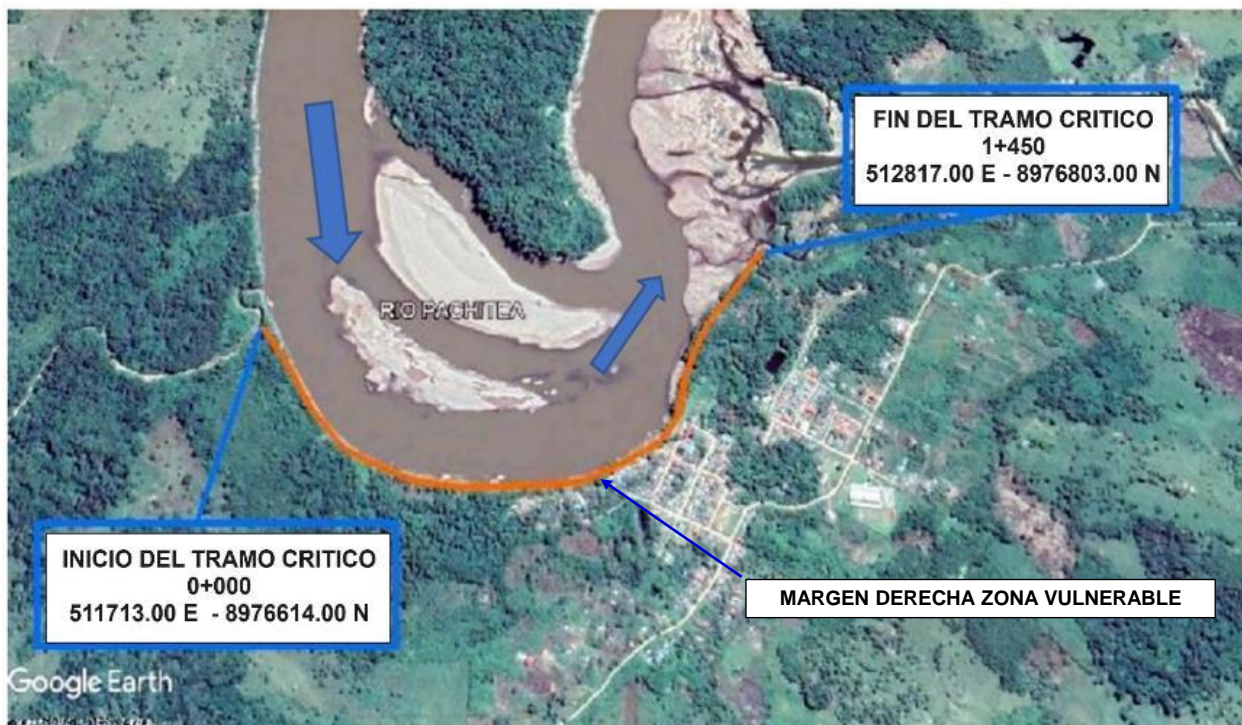 FIN DEL TRAMO CRITICO
1+450
512817.00 E - 8976803.00 N
RIO PACHITEA
INICIO DEL TRAMO CRITICO
0+000
511713.00 E - 8976614.00 N
MARGEN DERECHA ZONA VULNERABLE
Google Earth